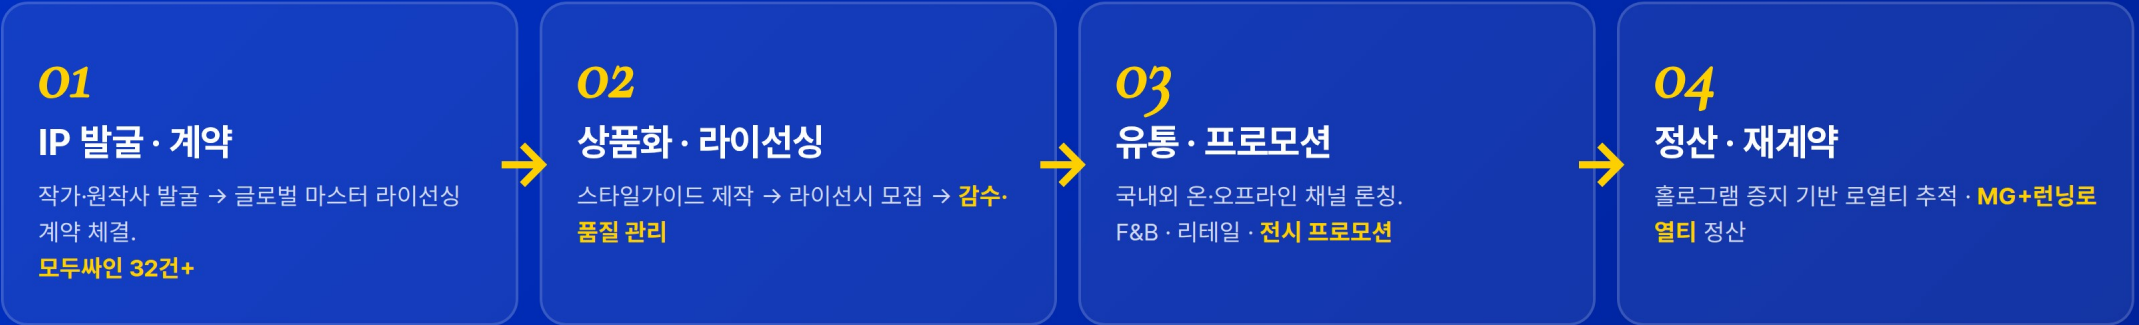 01
IP 발굴 · 계약
작가·원작사 발굴 → 글로벌 마스터 라이선싱
계약 체결.
모두싸인 32건+
02
상품화 · 라이선싱
스타일가이드 제작 → 라이선시 모집 → 감수·
품질 관리
03
유통 · 프로모션
국내외 온·오프라인 채널 론칭.
F&B · 리테일 · 전시 프로모션
04
정산 · 재계약
홀로그램 증지 기반 로열티 추적 · MG+런닝로
열티 정산